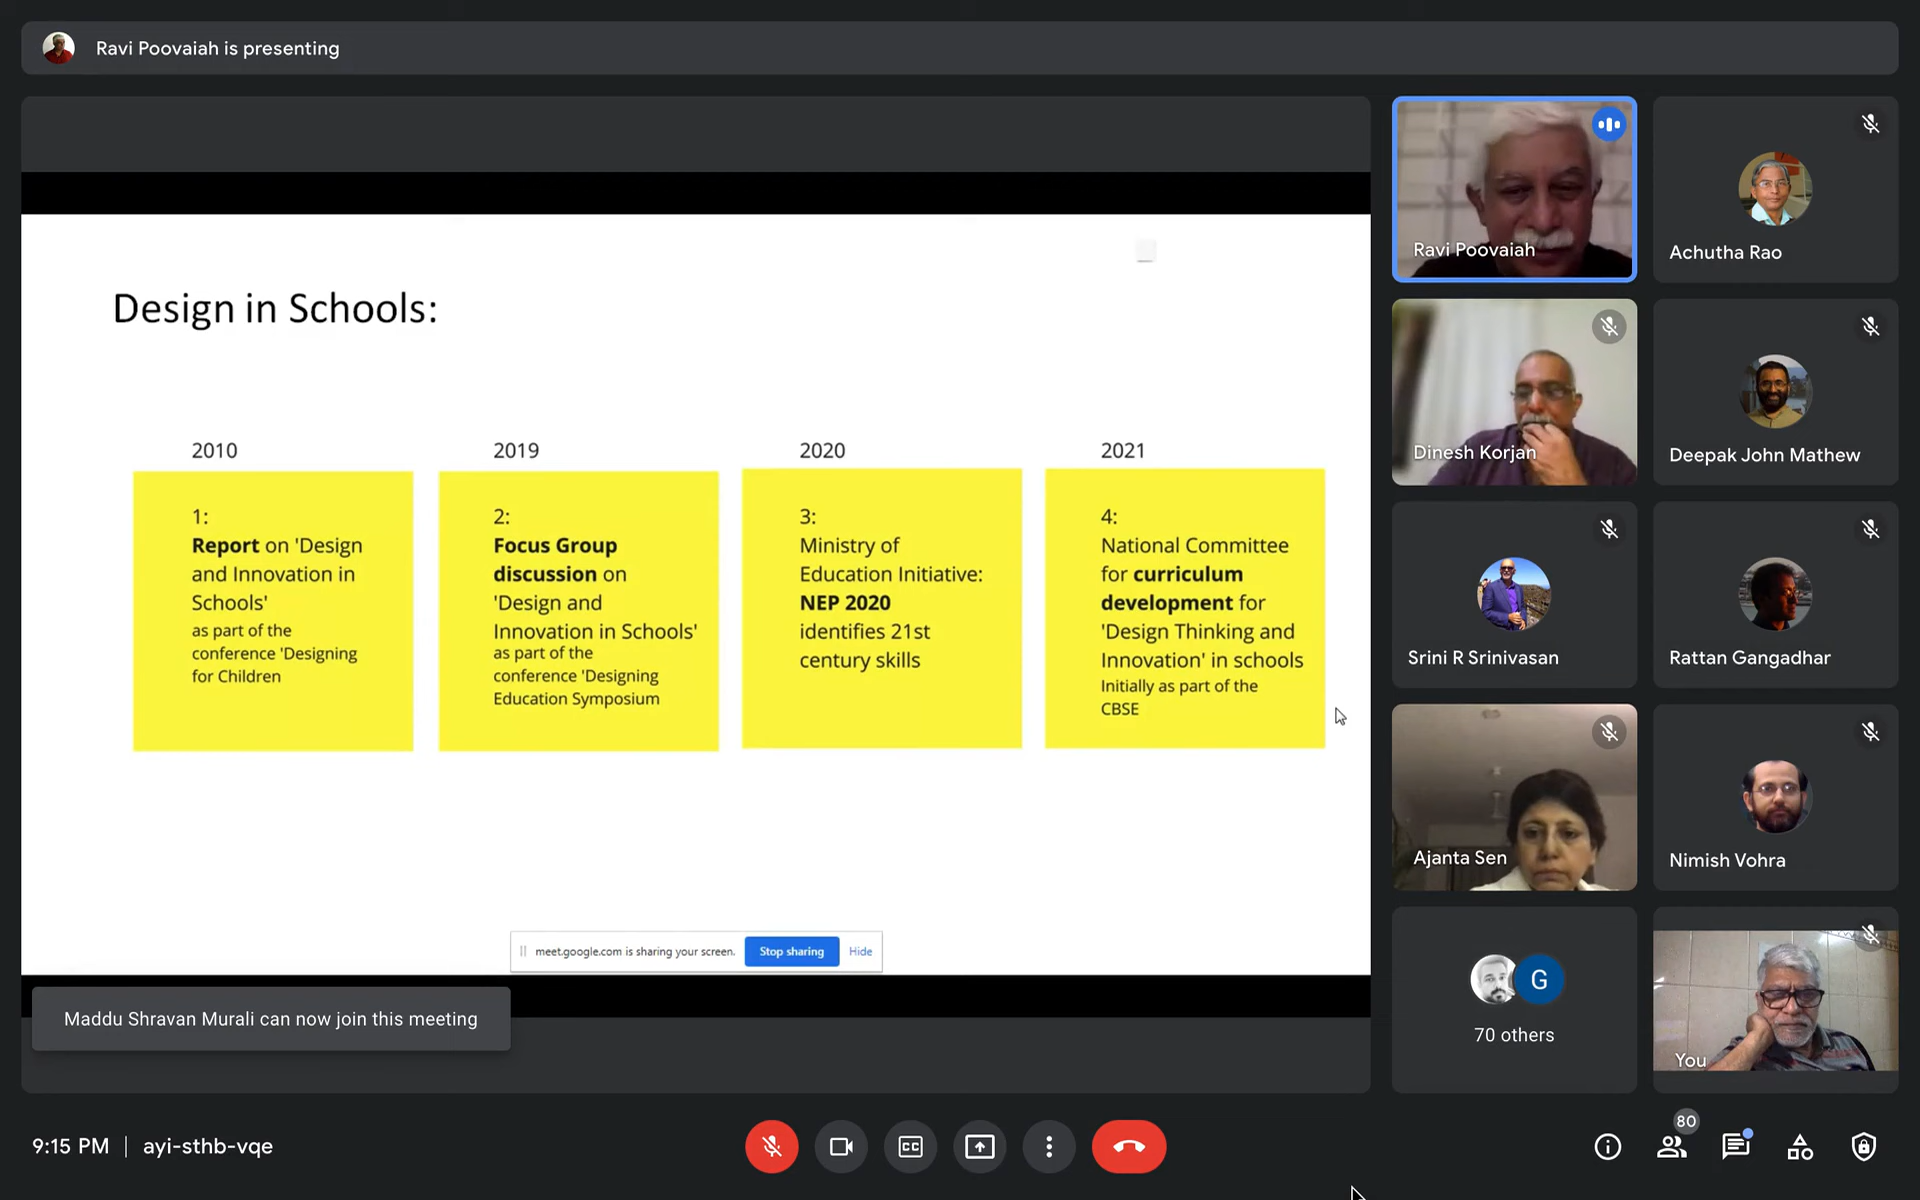 Ravi Poovaiah is presenting
Design in Schools:
2010
1:
Report on 'Design
and Innovation in
Schools'
as part of the
conference 'Designing
for Children
2019
2:
Focus Group
discussion on
'Design and
Innovation in Schools'
as part of the
conference 'Designing
Education Symposium
2020
3:
Ministry of
Education Initiative:
NEP 2020
identifies 21st
century skills
2021
4:
National Committee
for curriculum
development for
'Design Thinking and
Innovation' in schools
Initially as part of the
CBSE
meet.google.com is sharing your screen. Stop sharing Hide
Maddu Shravan Murali can now join this meeting
Ravi Poovaiah
Achutha Rao
Dinesh Korjan
Deepak John Mathew
Srini R Srinivasan
Rattan Gangadhar
Ajanta Sen
Nimish Vohra
G
70 others
You
9:15 PM | ayi-sthb-vqe
CC
80